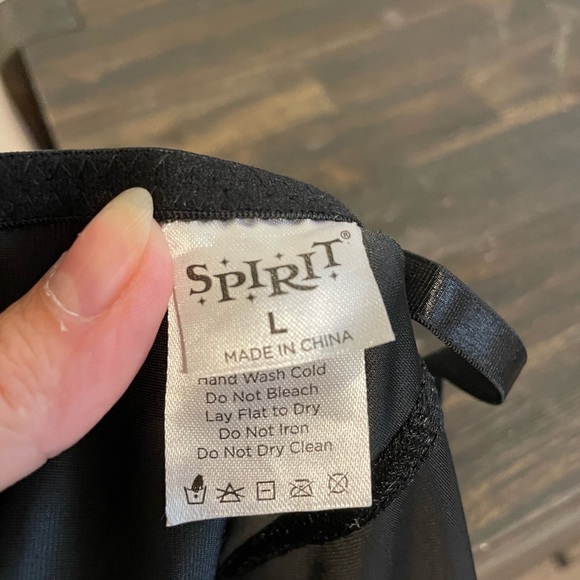 SPIRIT®
L
MADE IN CHINA
Hand Wash Cold
Do Not Bleach
Lay Flat to Dry
Do Not Iron
Do Not Dry Clean